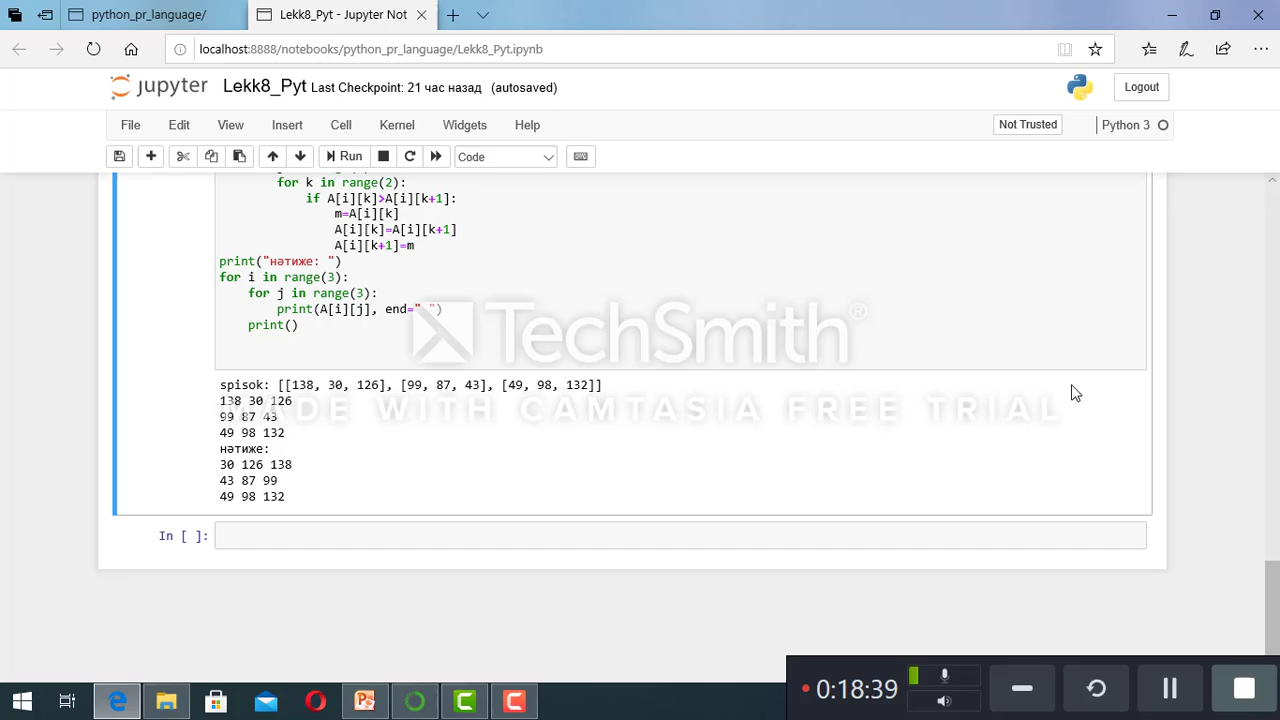 python_pr_language/
Lekk8_Pyt - Jupyter Not
localhost:8888/notebooks/python_pr_language/Lekk8_Pyt.ipynb
jupyter Lekk8_Pyt Last Checkpoint: 21 час назад (autosaved)
Logout
File Edit View Insert Cell Kernel Widgets Help
Not Trusted
Python 3
Run
Code
for k in range(2):
if A[i][k]>A[i][k+1]:
m=A[i][k]
A[i][k]=A[i][k+1]
A[i][k+1]=m
print("нәтиже: ")
for i in range(3):
for j in range(3):
print(A[i][j], end=" ")
print()
TechSmith®
spisok: [[138, 30, 126], [99, 87, 43], [49, 98, 132]]
138 30 126
MADE WITH CAMTASIA FREE TRIAL
99 87 43
49 98 132
нәтиже:
30 126 138
43 87 99
49 98 132
In [ ]:
0:18:39